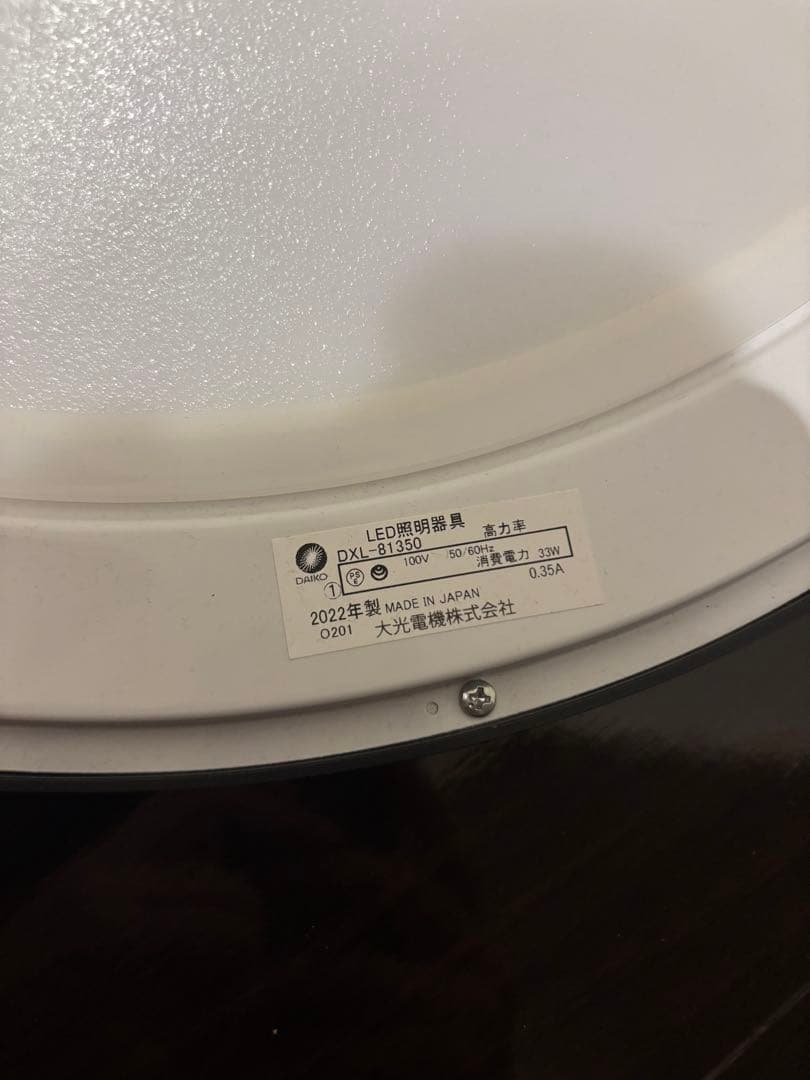 LED照明器具 高力率
DXL-81350
DAIKO
PS
E
100V 50/60Hz 消費電力 33W
0.35A
①
2022年製 MADE IN JAPAN
O201 大光電機株式会社